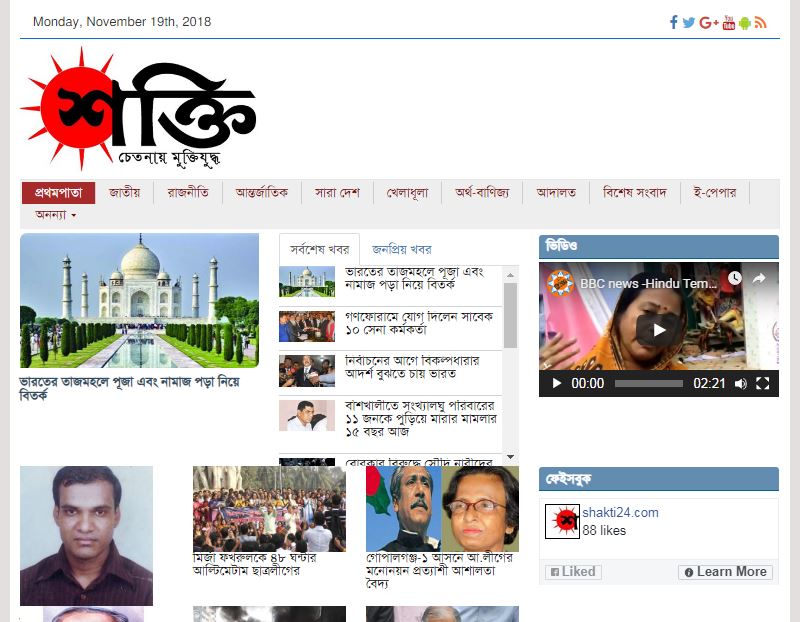 Monday, November 19th, 2018
শক্তি
চেতনায় মুক্তিযুদ্ধ
প্রথমপাতা জাতীয় রাজনীতি আন্তর্জাতিক সারা দেশ খেলাধূলা অর্থ-বাণিজ্য আদালত বিশেষ সংবাদ ই-পেপার
অনন্যা
ভারতের তাজমহলে পূজা এবং নামাজ পড়া নিয়ে
বিতর্ক
সর্বশেষ খবর জনপ্রিয় খবর
ভারতের তাজমহলে পূজা এবং
নামাজ পড়া নিয়ে বিতর্ক
গণফোরামে যোগ দিলেন সাবেক
১০ সেনা কর্মকর্তা
নির্বাচনের আগে বিকল্পধারার
আদর্শ বুঝতে চায় ভারত
বাঁশখালীতে সংখ্যালঘু পরিবারের
১১ জনকে পুড়িয়ে মারার মামলার
১৫ বছর আজ
বোরকার বিরুদ্ধে সৌদি নারীদের
ভিডিও
BBC news -Hindu Tem...
00:00 02:21
মির্জা ফখরুলকে ৪৮ ঘন্টার
আল্টিমেটাম ছাত্রলীগের
গোপালগঞ্জ-১ আসনে আ.লীগের
মনোনয়ন প্রত্যাশী আশালতা
বৈদ্য
ফেইসবুক
শক্তি
shakti24.com
88 likes
Liked Learn More